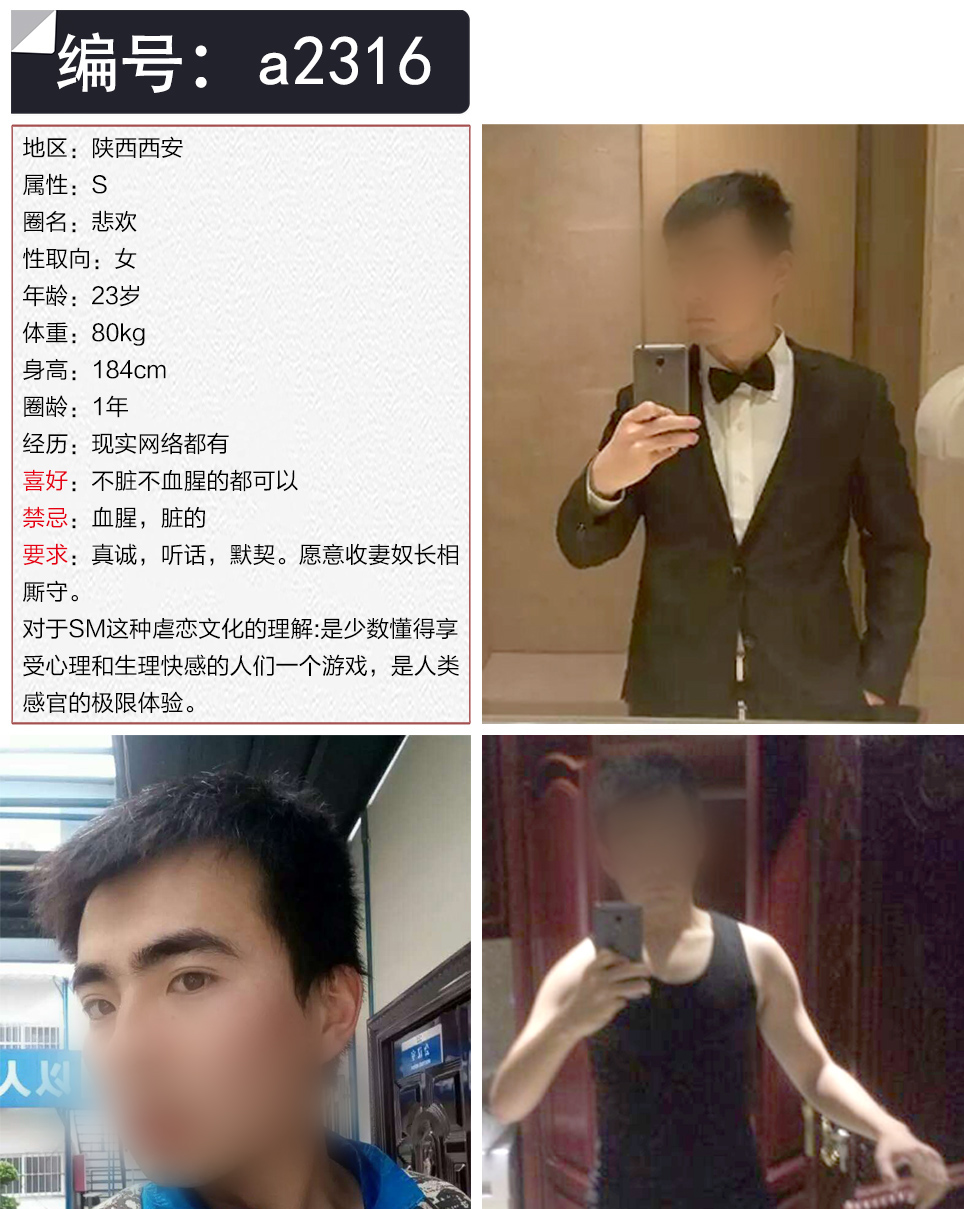 编号：a2316
地区：陕西西安
属性：S
圈名：悲欢
性取向：女
年龄：23岁
体重：80kg
身高：184cm
圈龄：1年
经历：现实网络都有
喜好：不脏不血腥的都可以
禁忌：血腥，脏的
要求：真诚，听话，默契。愿意收妻奴长相
厮守。
对于SM这种虐恋文化的理解:是少数懂得享
受心理和生理快感的人们一个游戏，是人类
感官的极限体验。
以人